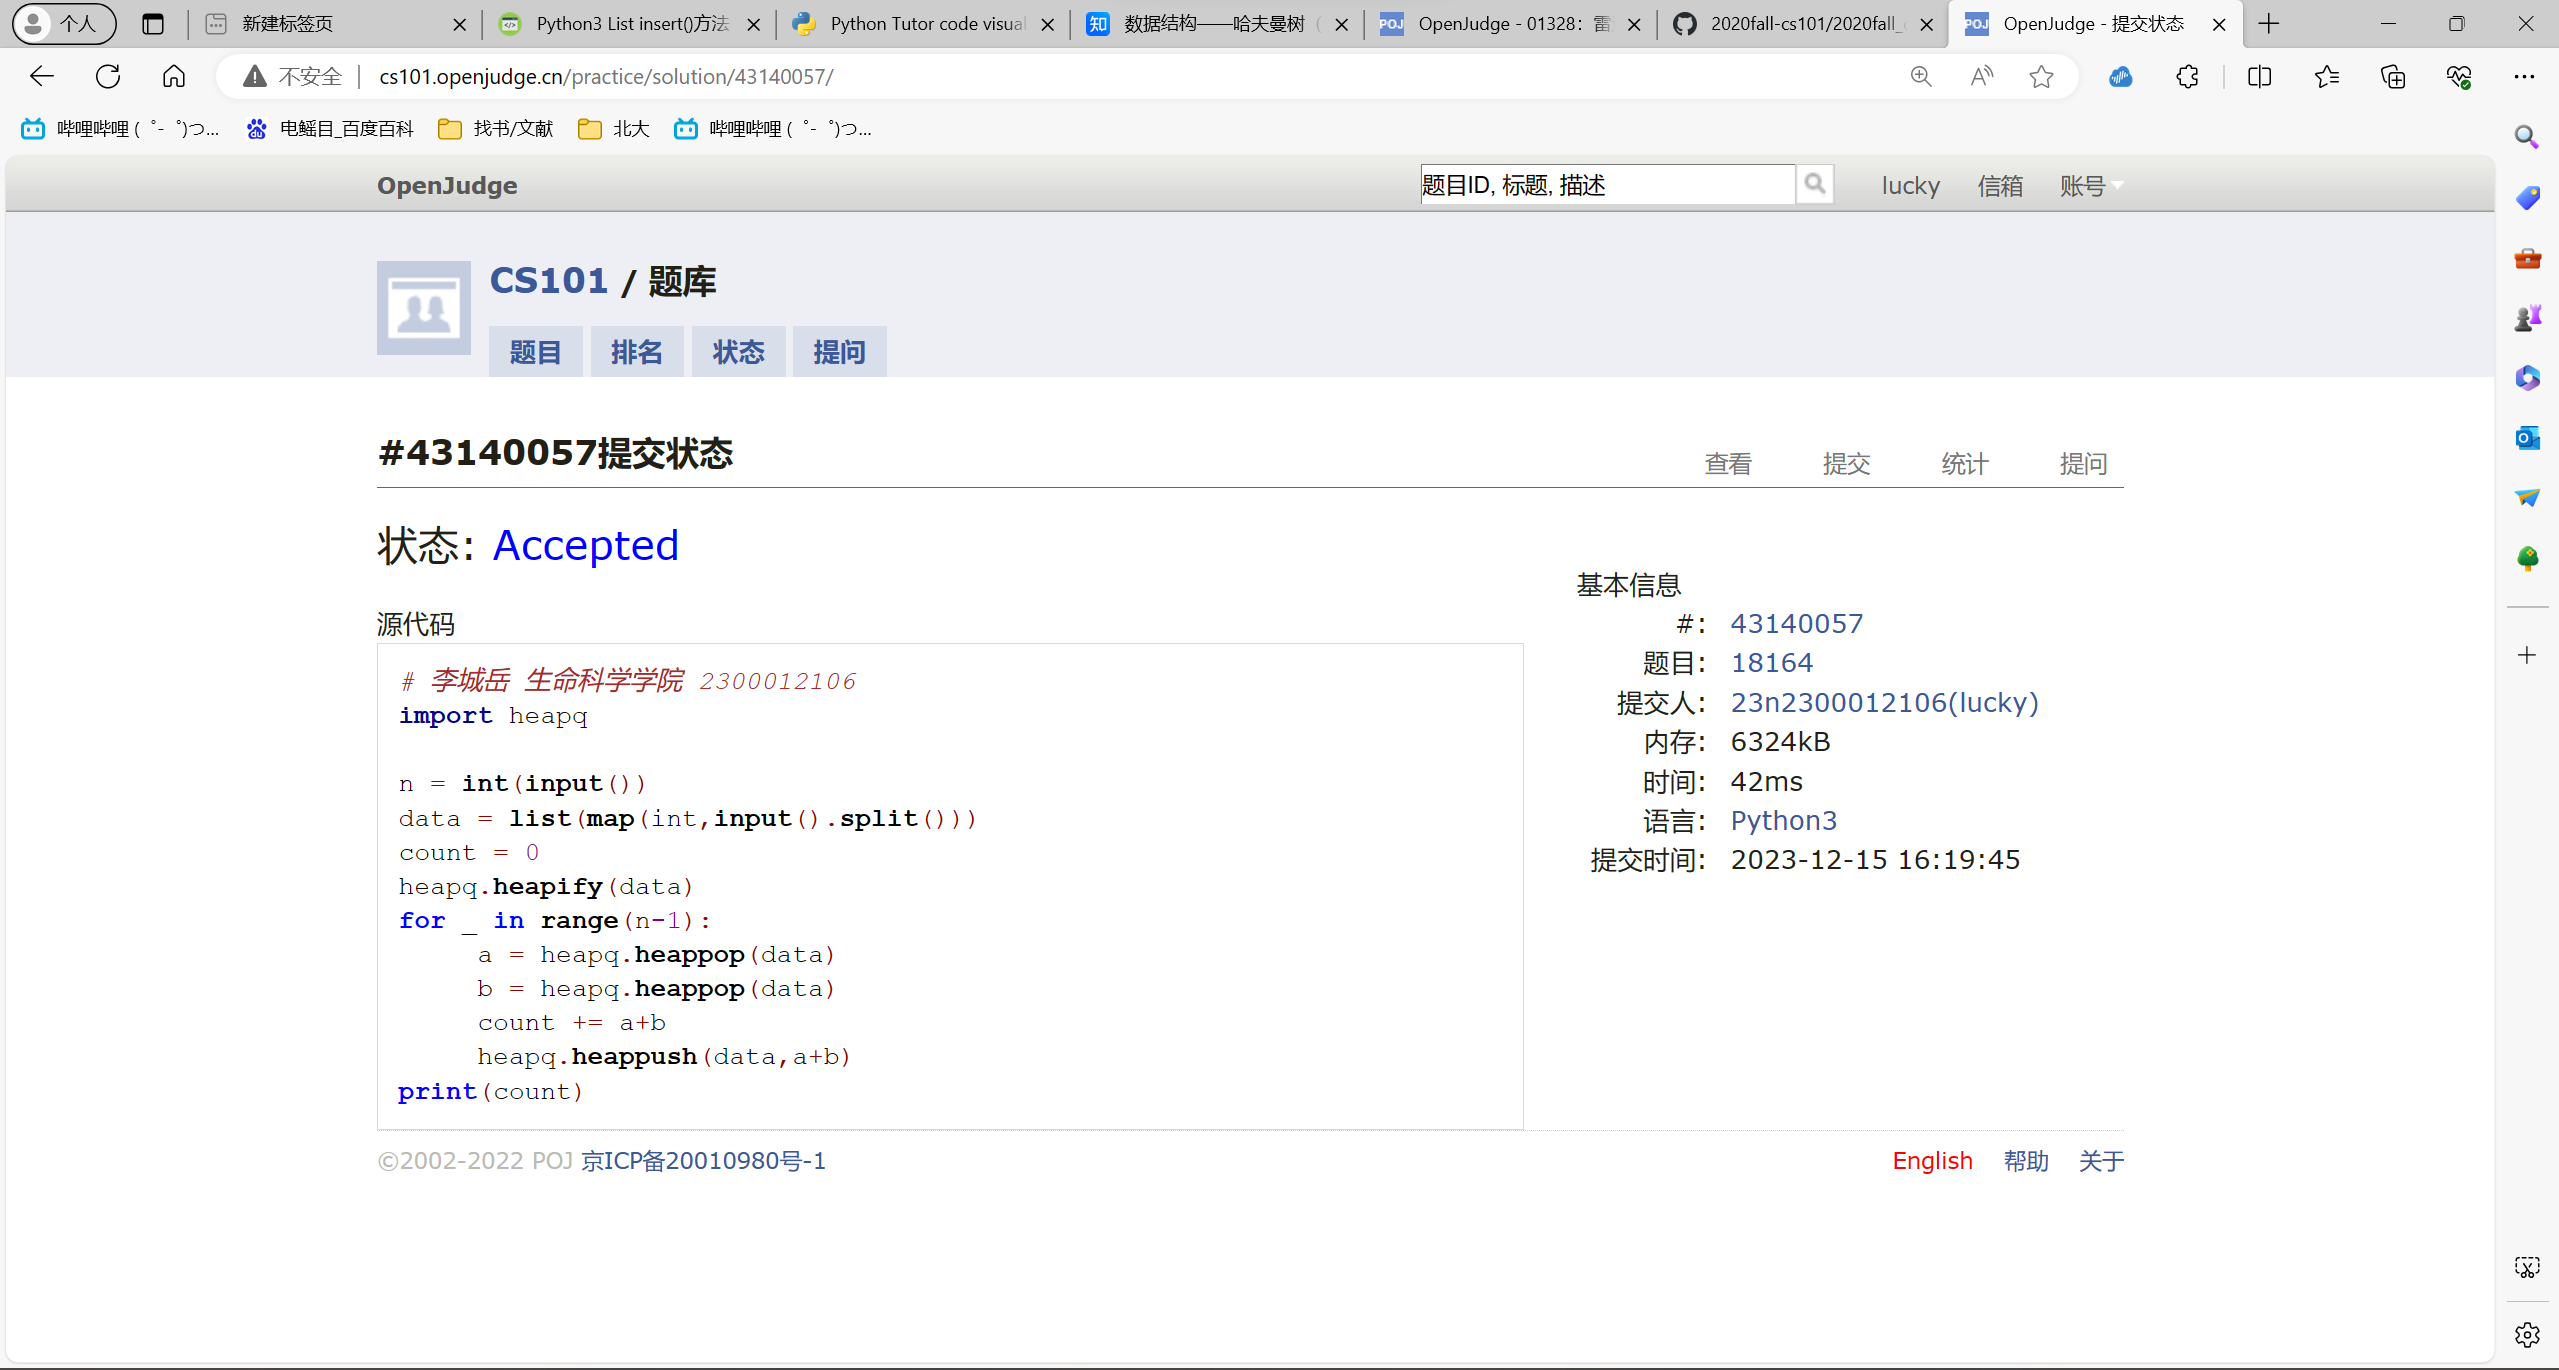 个人
新建标签页
Python3 List insert()方法
Python Tutor code visual
数据结构——哈夫曼树（
OpenJudge - 01328：雷
2020fall-cs101/2020fall_c
OpenJudge - 提交状态
不安全
cs101.openjudge.cn/practice/solution/43140057/
哔哩哔哩 (゜-゜)つ...
电鳐目_百度百科
找书/文献
北大
哔哩哔哩 (゜-゜)つ...
OpenJudge
题目ID, 标题, 描述
lucky
信箱
账号
CS101 / 题库
题目
排名
状态
提问
#43140057提交状态
查看
提交
统计
提问
状态: Accepted
源代码
# 李城岳 生命科学学院 2300012106
import heapq
n = int(input())
data = list(map(int,input().split()))
count = 0
heapq.heapify(data)
for _ in range(n-1):
a = heapq.heappop(data)
b = heapq.heappop(data)
count += a+b
heapq.heappush(data,a+b)
print(count)
基本信息
#: 43140057
题目: 18164
提交人: 23n2300012106(lucky)
内存: 6324kB
时间: 42ms
语言: Python3
提交时间: 2023-12-15 16:19:45
©2002-2022 POJ 京ICP备20010980号-1
English
帮助
关于